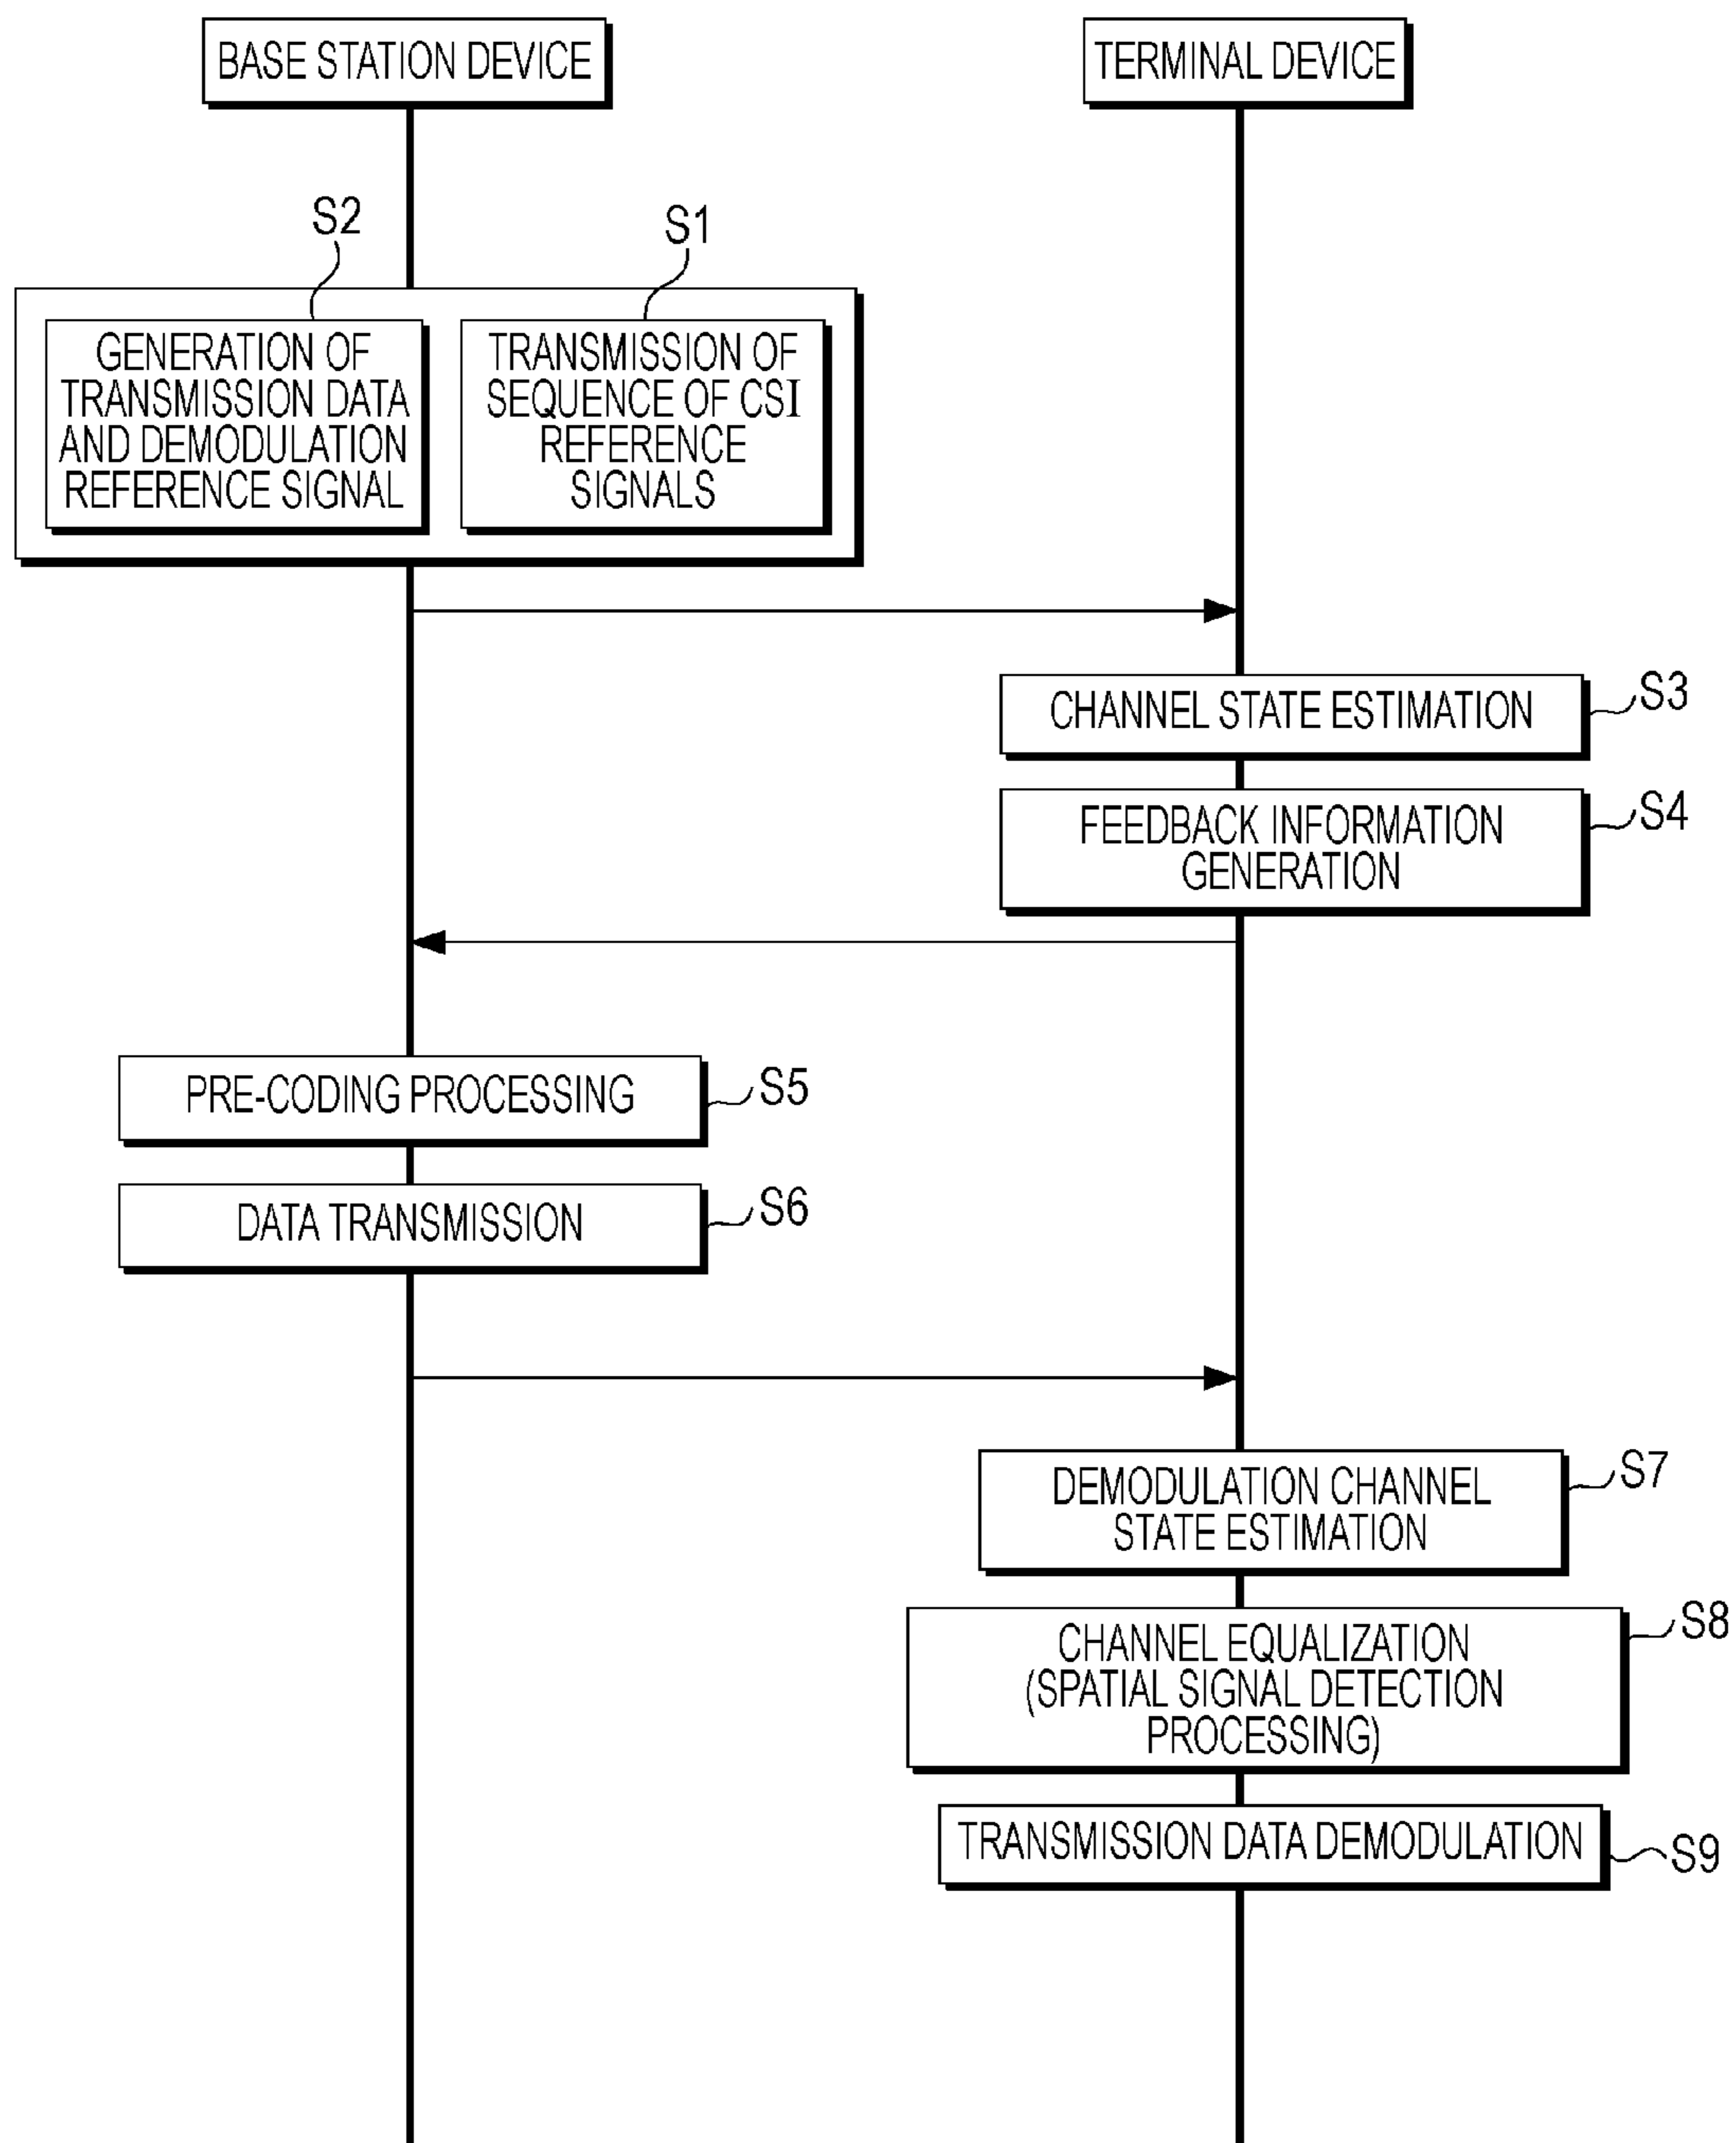 BASE STATION DEVICE
TERMINAL DEVICE
S2
S1
GENERATION OF
TRANSMISSION DATA
AND DEMODULATION
REFERENCE SIGNAL
TRANSMISSION OF
SEQUENCE OF CSI
REFERENCE
SIGNALS
CHANNEL STATE ESTIMATION
S3
FEEDBACK INFORMATION
GENERATION
S4
PRE-CODING PROCESSING
S5
DATA TRANSMISSION
S6
DEMODULATION CHANNEL
STATE ESTIMATION
S7
CHANNEL EQUALIZATION
(SPATIAL SIGNAL DETECTION
PROCESSING)
S8
TRANSMISSION DATA DEMODULATION
S9